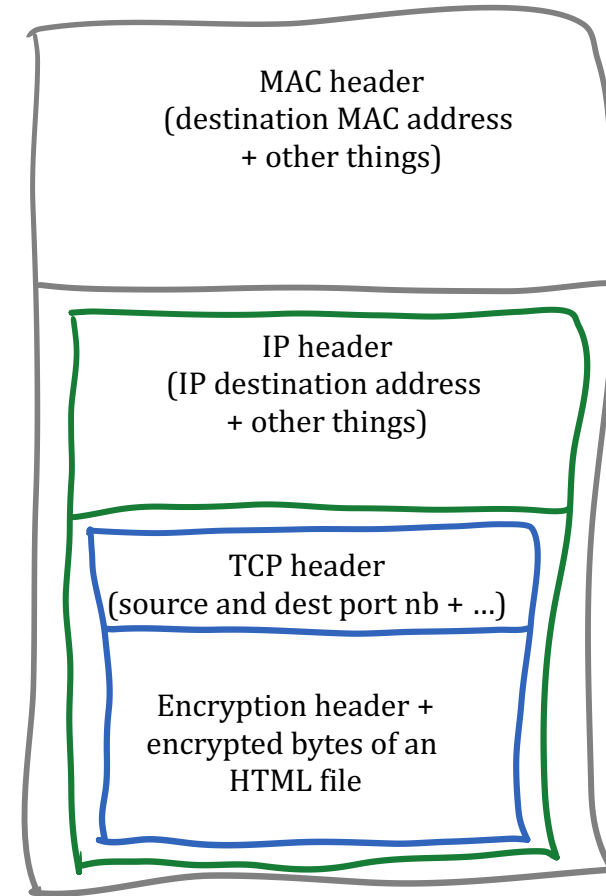 MAC header
(destination MAC address
+ other things)
IP header
(IP destination address
+ other things)
TCP header
(source and dest port nb + ...)
Encryption header +
encrypted bytes of an
HTML file